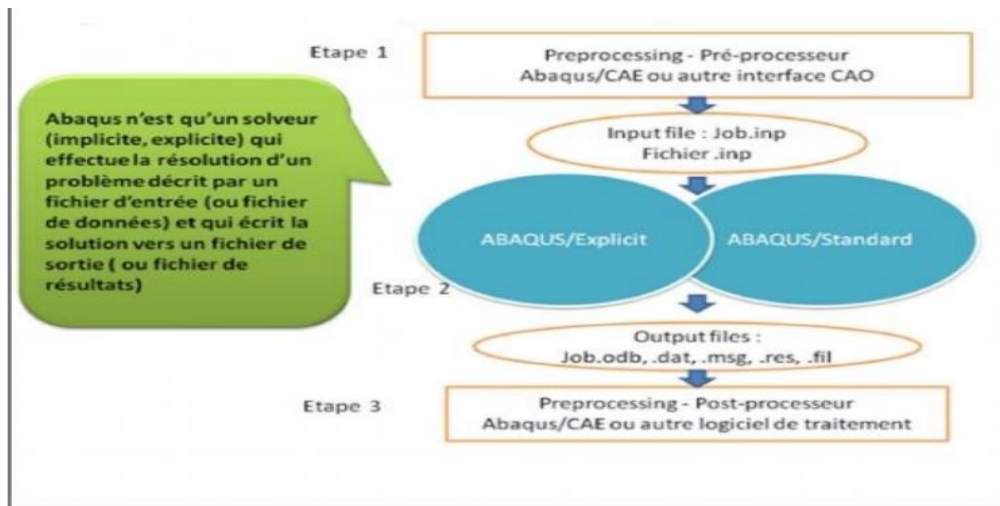 Etape 1
Preprocessing - Pré-processeur
Abaqus/CAE ou autre interface CAO
Abaqus n'est qu'un solveur
(implicite, explicite) qui
effectue la résolution d'un
problème décrit par un
fichier d'entrée (ou fichier
de données) et qui écrit la
solution vers un fichier de
sortie ( ou fichier de
résultats)
Input file : Job.inp
Fichier .inp
ABAQUS/Explicit
ABAQUS/Standard
Etape 2
Output files :
Job.odb, .dat, .msg, .res, .fil
Etape 3
Preprocessing - Post-processeur
Abaqus/CAE ou autre logiciel de traitement